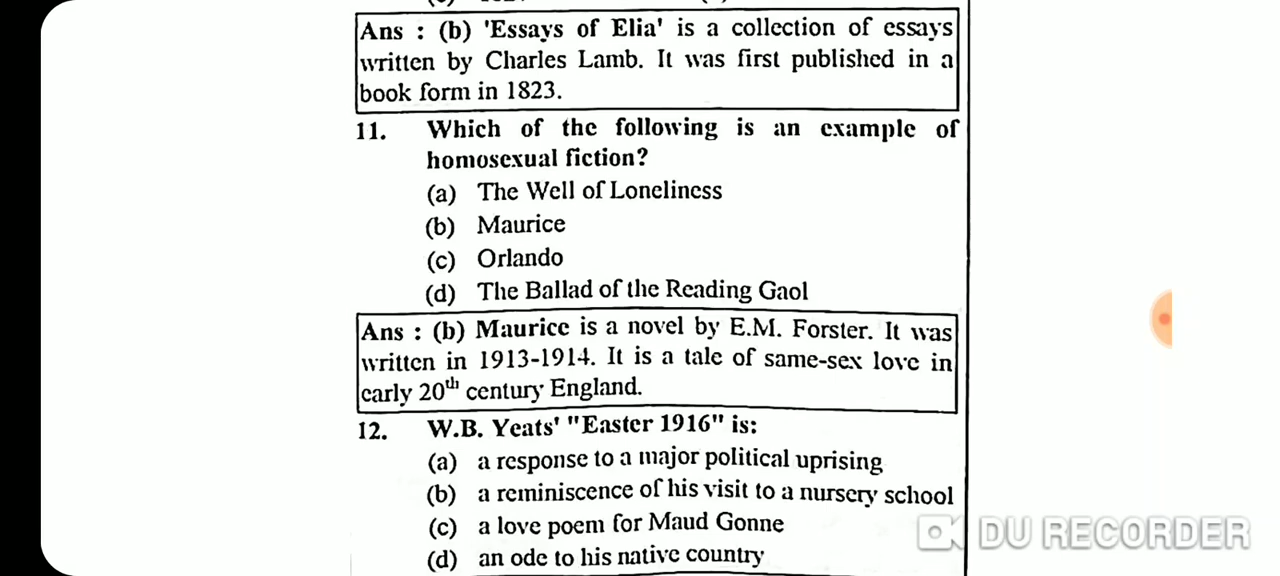 Ans : (b) 'Essays of Elia' is a collection of essays
written by Charles Lamb. It was first published in a
book form in 1823.
11. Which of the following is an example of
homosexual fiction?
(a) The Well of Loneliness
(b) Maurice
(c) Orlando
(d) The Ballad of the Reading Gaol
Ans : (b) Maurice is a novel by E.M. Forster. It was
written in 1913-1914. It is a tale of same-sex love in
early 20th century England.
12. W.B. Yeats' "Easter 1916" is:
(a) a response to a major political uprising
(b) a reminiscence of his visit to a nursery school
(c) a love poem for Maud Gonne
(d) an ode to his native country
DU RECORDER